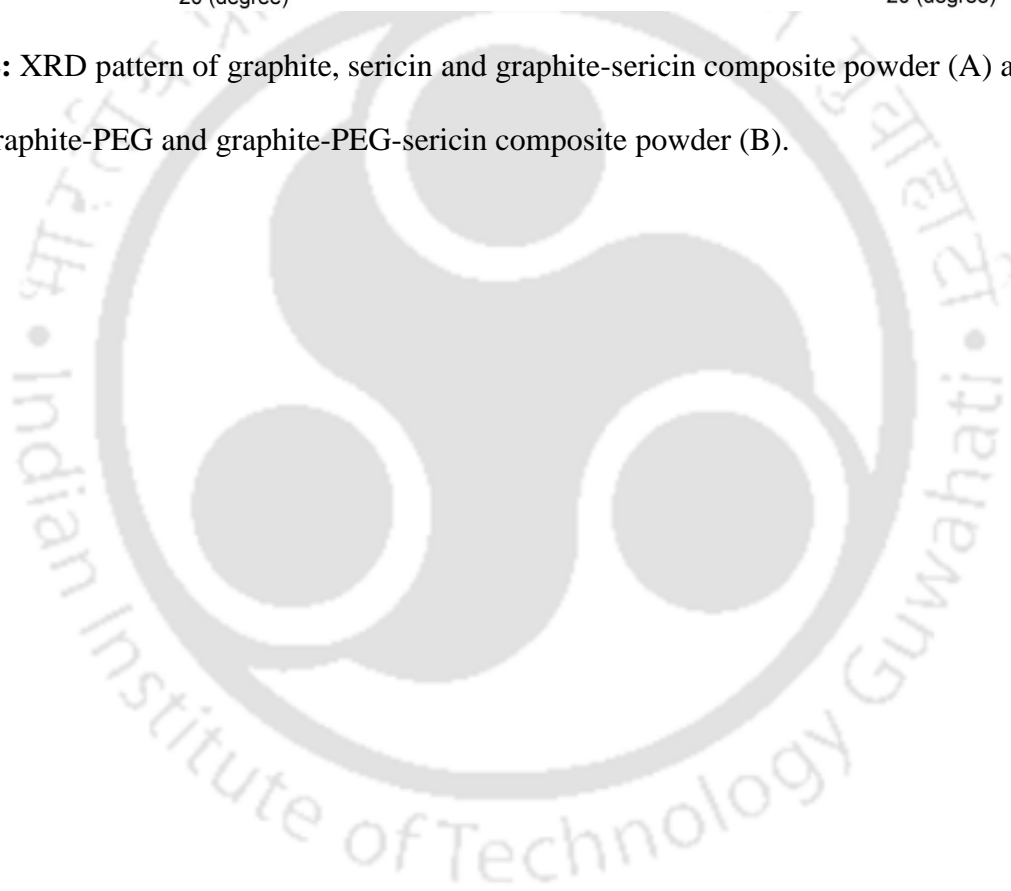 2θ (degree) 2θ (degree)
: XRD pattern of graphite, sericin and graphite-sericin composite powder (A) a
raphite-PEG and graphite-PEG-sericin composite powder (B).
Indian Institute of Technology Guwahati